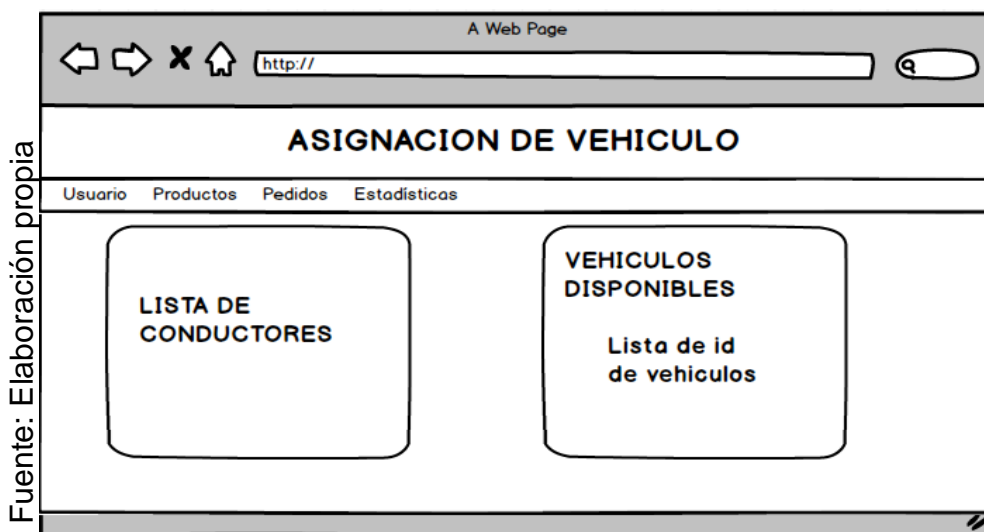 A Web Page
http://
ASIGNACION DE VEHICULO
Usuario Productos Pedidos Estadísticas
LISTA DE
CONDUCTORES
VEHICULOS
DISPONIBLES
Lista de id
de vehiculos
Fuente: Elaboración propia